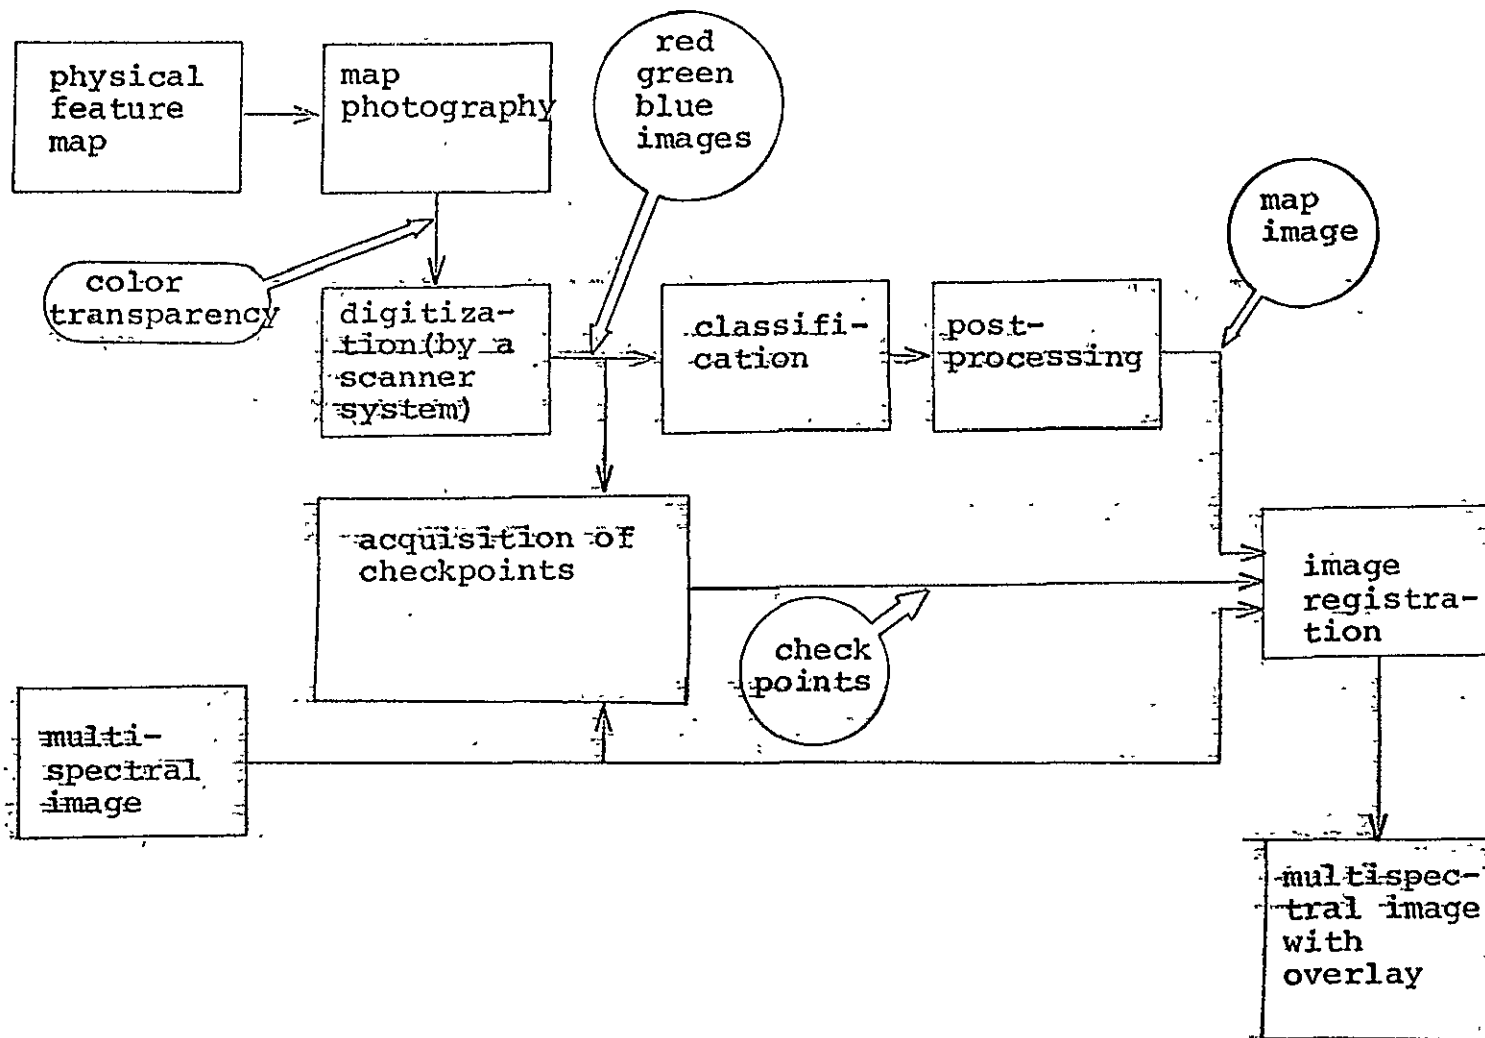 physical
feature
map
map
photography
red
green
blue
images
color
transparency
digitiza-
tion(by a
scanner
system)
classifi-
cation
post-
processing
map
image
acquisition of
checkpoints
check
points
image
registra-
tion
multi-
spectral
image
multispec-
tral image
with
overlay